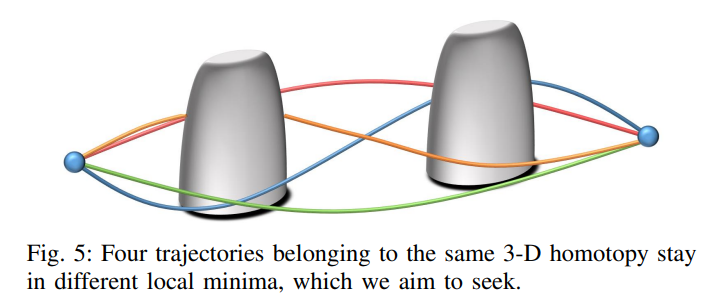 Fig. 5: Four trajectories belonging to the same 3-D homotopy stay
in different local minima, which we aim to seek.